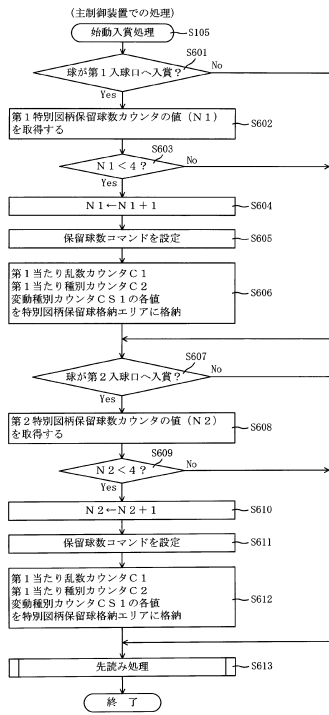 (主制御装置での処理)
始動入賞処理
S105
S601
球が第1入球口へ入賞?
No
Yes
第1特別図柄保留球数カウンタの値(N1)
を取得する
S602
S603
N1<4?
No
Yes
N1←N1+1
S604
保留球数コマンドを設定
S605
第1当たり乱数カウンタC1
第1当たり種別カウンタC2
変動種別カウンタCS1の各値
を特別図柄保留球格納エリアに格納
S606
S607
球が第2入球口へ入賞?
No
Yes
第2特別図柄保留球数カウンタの値(N2)
を取得する
S608
S609
N2<4?
No
Yes
N2←N2+1
S610
保留球数コマンドを設定
S611
第1当たり乱数カウンタC1
第1当たり種別カウンタC2
変動種別カウンタCS1の各値
を特別図柄保留球格納エリアに格納
S612
先読み処理
S613
終 了